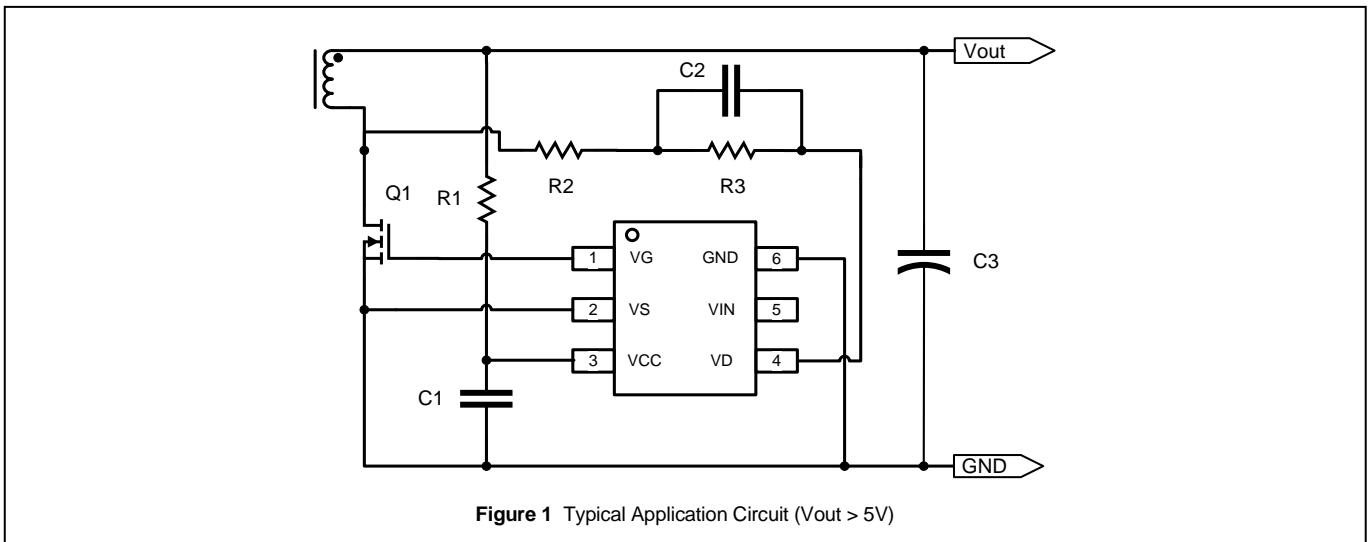 Vout
C2
R2
R3
Q1
R1
1 VG GND 6
C3
2 VS VIN 5
3 VCC VD 4
C1
GND
Figure 1 Typical Application Circuit (Vout > 5V)